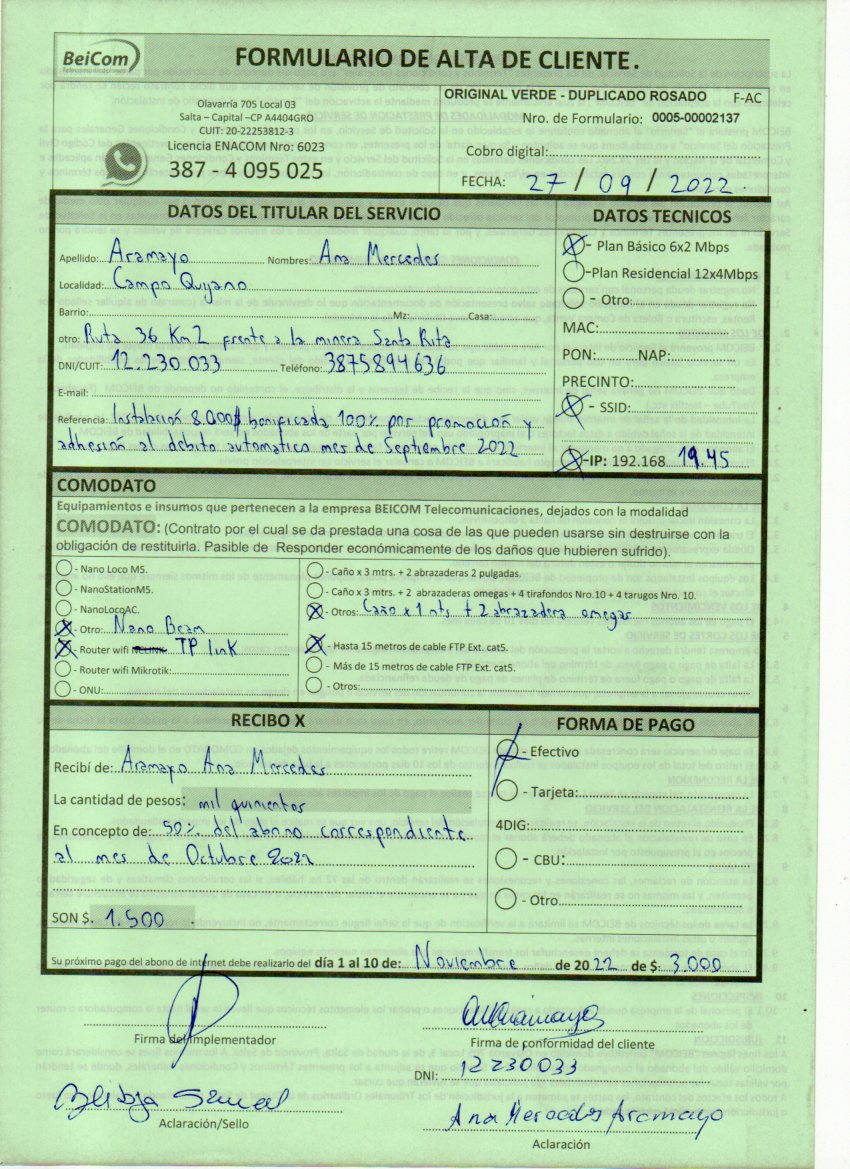 BeiCom
Telecomunicaciones
FORMULARIO DE ALTA DE CLIENTE.
Olavarría 705 Local 03
Salta – Capital –CP A4404GRO
CUIT: 20-22253812-3
Licencia ENACOM Nro: 6023
387 - 4 095 025
ORIGINAL VERDE - DUPLICADO ROSADO F-AC
Nro. de Formulario: 0005-00002137
Cobro digital:
FECHA: 27 / 09 / 2022.
DATOS DEL TITULAR DEL SERVICIO
Apellido: Aramayo Nombres: Ana Mercedes
Localidad: Campo Quijano
Barrio: Mz: Casa:
otro: Ruta 36 Km2 frente a la minera Santa Rita
DNI/CUIT: 12.230.033 Teléfono: 3875894636
E-mail:
Referencia: Instalación 8.000$ bonificada 100% por promoción y
adhesión al debito automatico mes de Septiembre 2022
DATOS TECNICOS
X - Plan Básico 6x2 Mbps
-Plan Residencial 12x4Mbps
- Otro:
MAC:
PON: NAP:
PRECINTO:
X - SSID:
X -IP: 192.168 19.45
COMODATO
Equipamientos e insumos que pertenecen a la empresa BEICOM Telecomunicaciones, dejados con la modalidad
COMODATO: (Contrato por el cual se da prestada una cosa de las que pueden usarse sin destruirse con la
obligación de restituirla. Pasible de Responder económicamente de los daños que hubieren sufrido).
- Nano Loco M5.
- NanoStationM5.
- NanoLocoAC.
X - Otro: Nano Beam
X - Router wifi TP link
- Router wifi Mikrotik:
- ONU:
- Caño x 3 mtrs. + 2 abrazaderas 2 pulgadas.
- Caño x 3 mtrs. + 2 abrazaderas omegas + 4 tirafondos Nro.10 + 4 tarugos Nro. 10.
X - Otros: Caño x 1 mts + 2 abrazadera omegas
X - Hasta 15 metros de cable FTP Ext. cat5.
- Más de 15 metros de cable FTP Ext. cat5.
- Otros:
RECIBO X
Recibí de: Aramayo Ana Mercedes
La cantidad de pesos: mil quinientos
En concepto de: 50% del abono correspondiente
al mes de Octubre 2022
SON $. 1.500
FORMA DE PAGO
- Efectivo
- Tarjeta:
4DIG:
- CBU:
- Otro
Su próximo pago del abono de internet debe realizarlo del día 1 al 10 de: Noviembre de 2022 de $: 3.000
Firma del Implementador
Firma de conformidad del cliente
DNI: 12230033
Aclaración/Sello
Ana Mercedes Aramayo
Aclaración